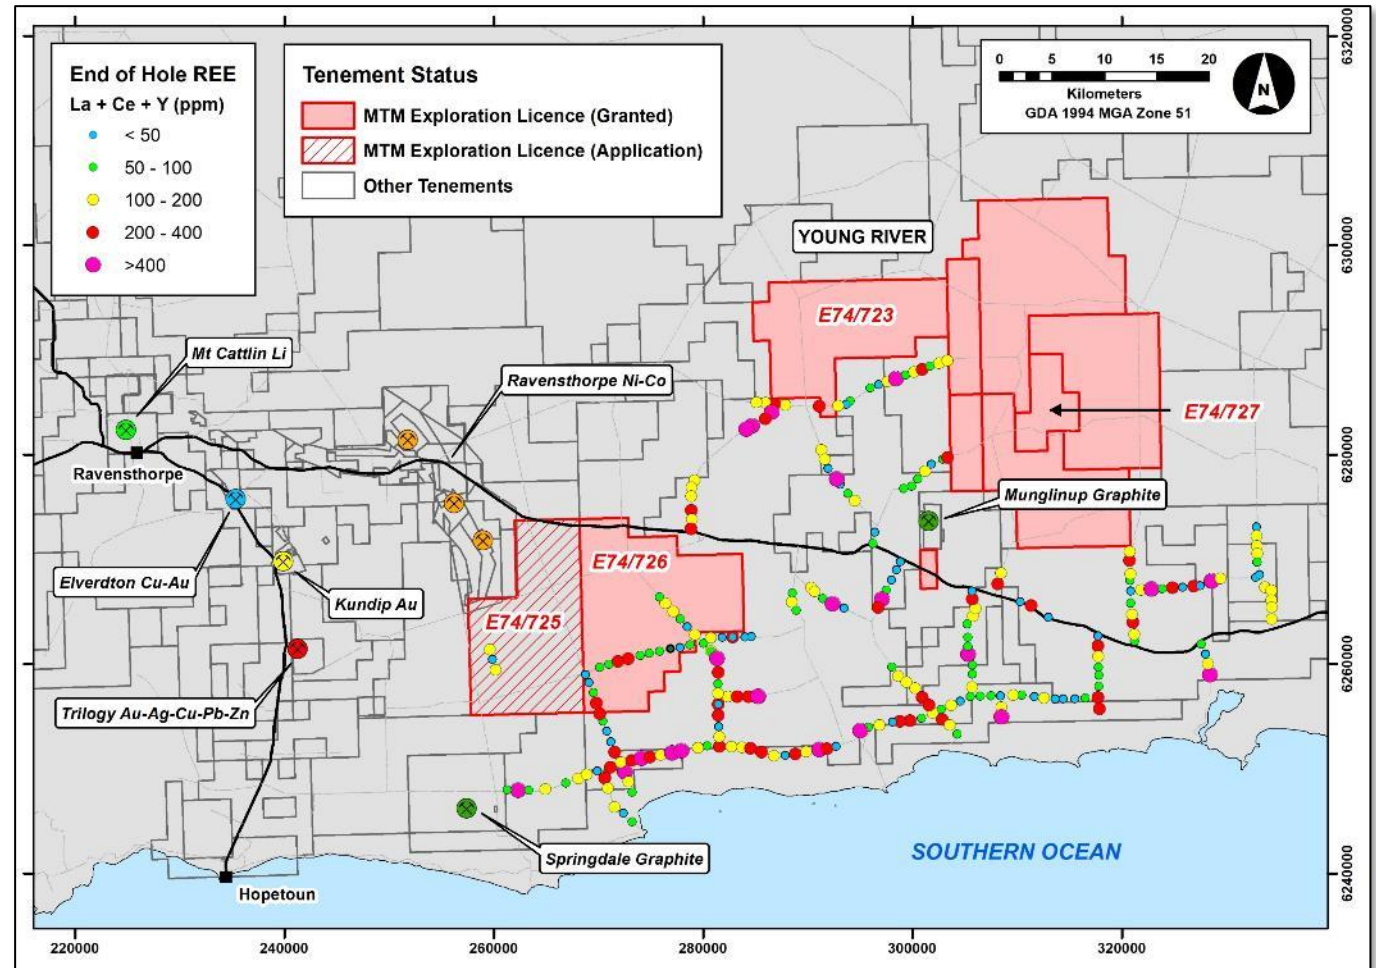 End of Hole REE
La + Ce + Y (ppm)
< 50
50 - 100
100 - 200
200 - 400
>400
Tenement Status
MTM Exploration Licence (Granted)
MTM Exploration Licence (Application)
Other Tenements
0 5 10 15 20
Kilometers
GDA 1994 MGA Zone 51
N
6320000
YOUNG RIVER
6300000
E74/723
Mt Cattlin Li
Ravensthorpe Ni-Co
E74/727
Ravensthorpe
6280000
Munglinup Graphite
E74/726
Elverdton Cu-Au
Kundip Au
E74/725
6260000
Trilogy Au-Ag-Cu-Pb-Zn
Springdale Graphite
SOUTHERN OCEAN
6240000
Hopetoun
220000 240000 260000 280000 300000 320000